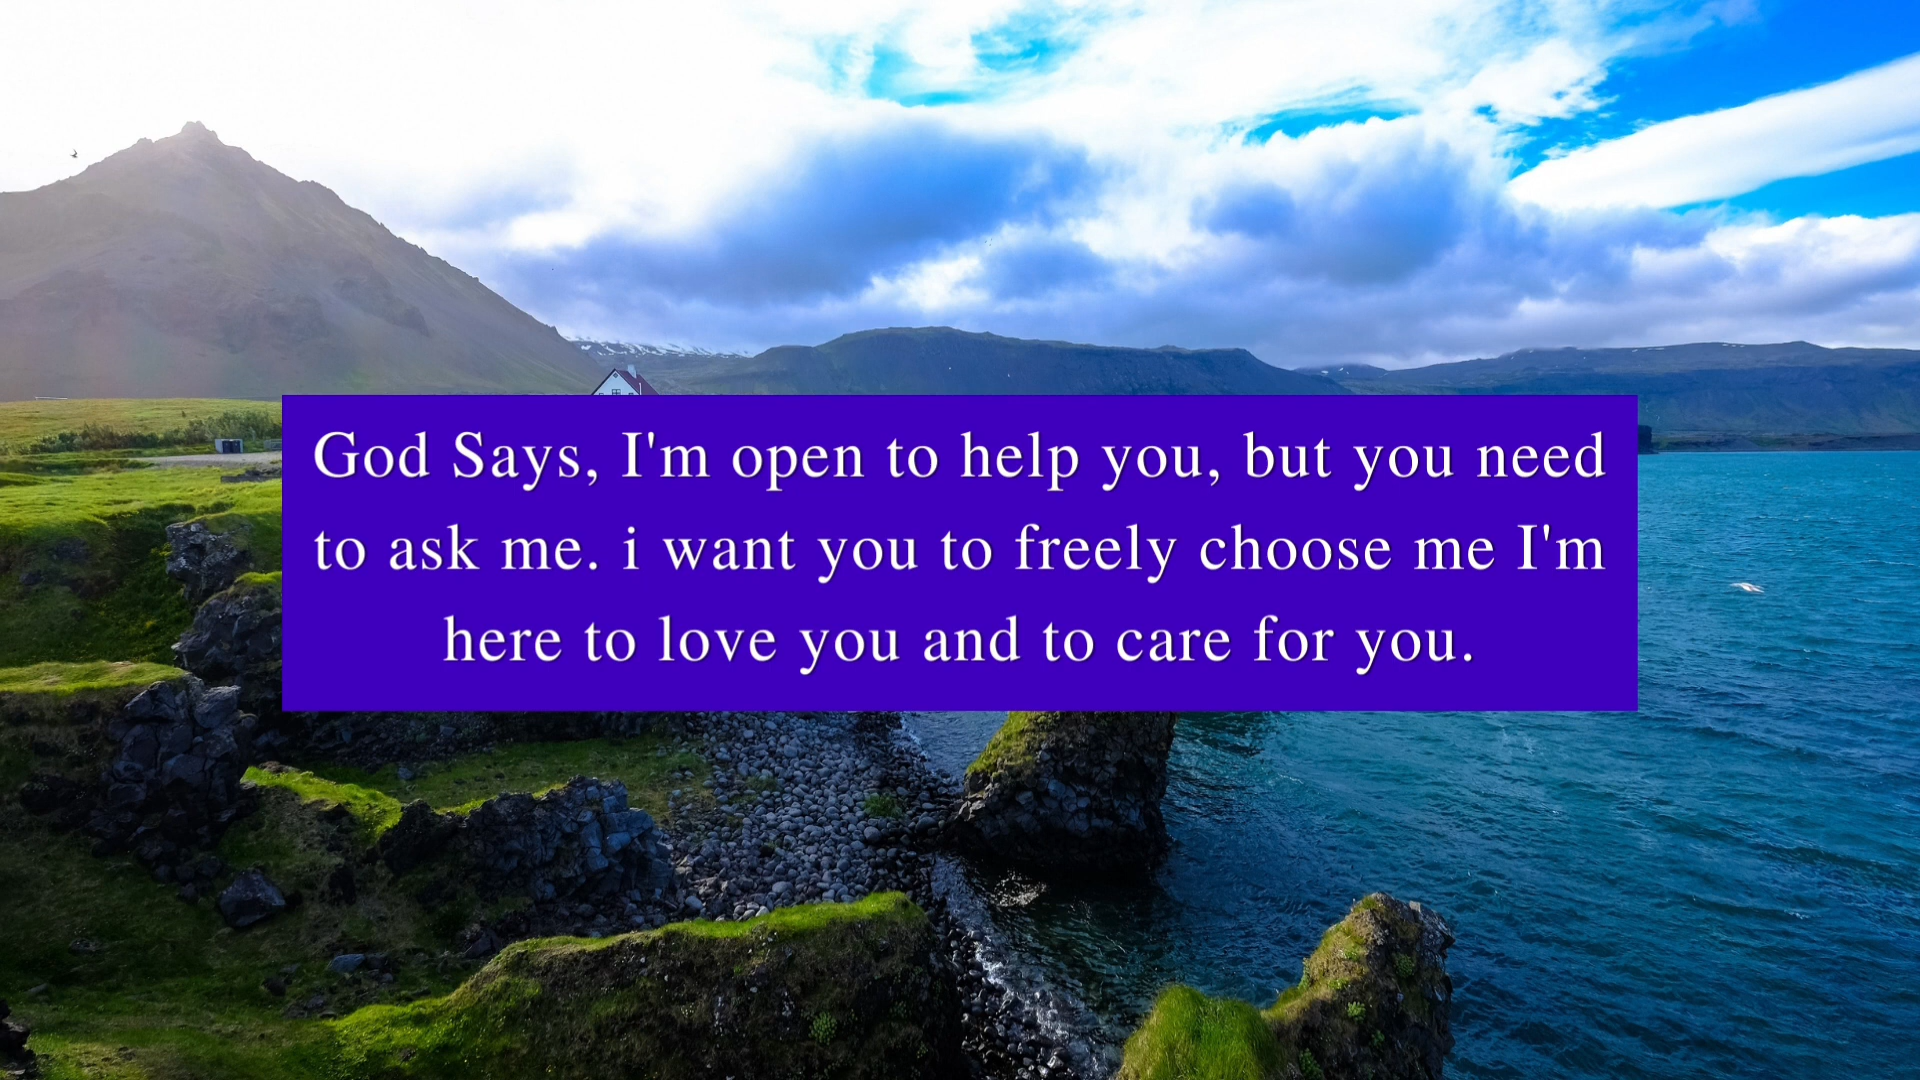 God Says, I'm open to help you, but you need
to ask me. i want you to freely choose me I'm
here to love you and to care for you.